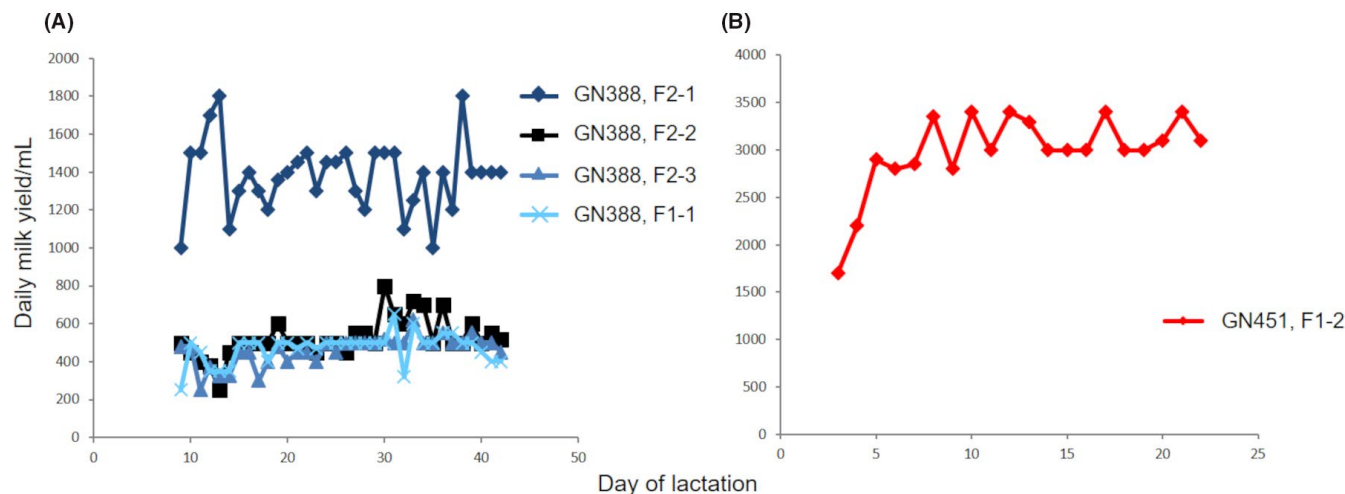 (A)
Daily milk yield/mL
2000
1800
1600
1400
1200
1000
800
600
400
200
0
0 10 20 30 40 50
GN388, F2-1
GN388, F2-2
GN388, F2-3
GN388, F1-1
(B)
4000
3500
3000
2500
2000
1500
1000
500
0
0 5 10 15 20 25
GN451, F1-2
Day of lactation